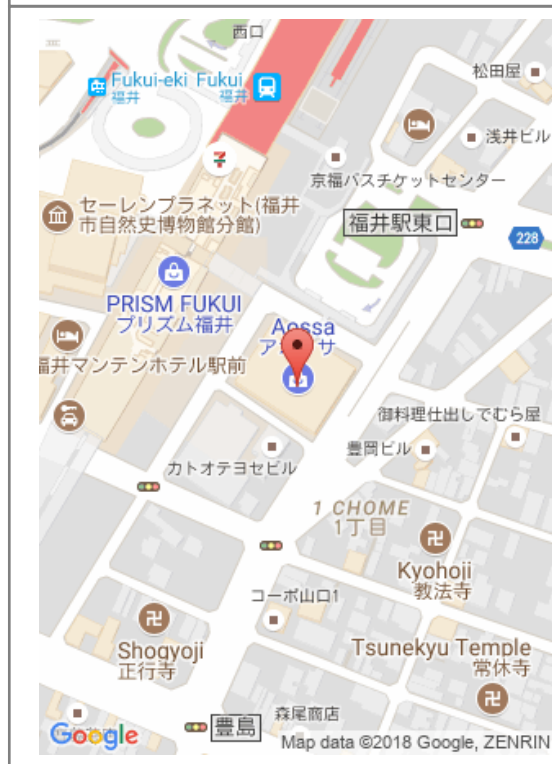 西口
松田屋
Fukui-eki
福井
Fukui
福井
浅井ビル
京福バスチケットセンター
セーレンプラネット(福井
市自然史博物館分館)
福井駅東口
228
PRISM FUKUI
プリズム福井
Aossa
福井マンテンホテル駅前
御料理仕出しでむら屋
豊岡ビル
カトオテヨセビル
1 CHOME
1丁目
Kyohoji
教法寺
コーポ山口1
Shogyoji
正行寺
Tsunekyu Temple
常休寺
森尾商店
豊島
Google
Map data ©2018 Google, ZENRIN